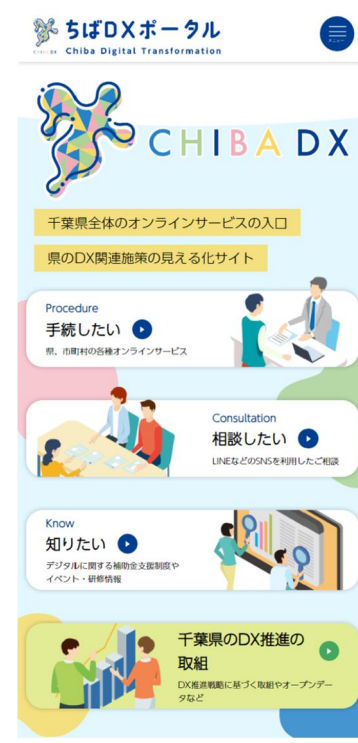 ちばDXポータル
Chiba Digital Transformation
CHIBA DX
メニュー
CHIBA DX
千葉県全体のオンラインサービスの入口
県のDX関連施策の見える化サイト
Procedure
手続したい
県、市町村の各種オンラインサービス
Consultation
相談したい
LINEなどのSNSを利用したご相談
Know
知りたい
デジタルに関する補助金支援制度や
イベント・研修情報
千葉県のDX推進の
取組
DX推進戦略に基づく取組やオープンデー
タなど